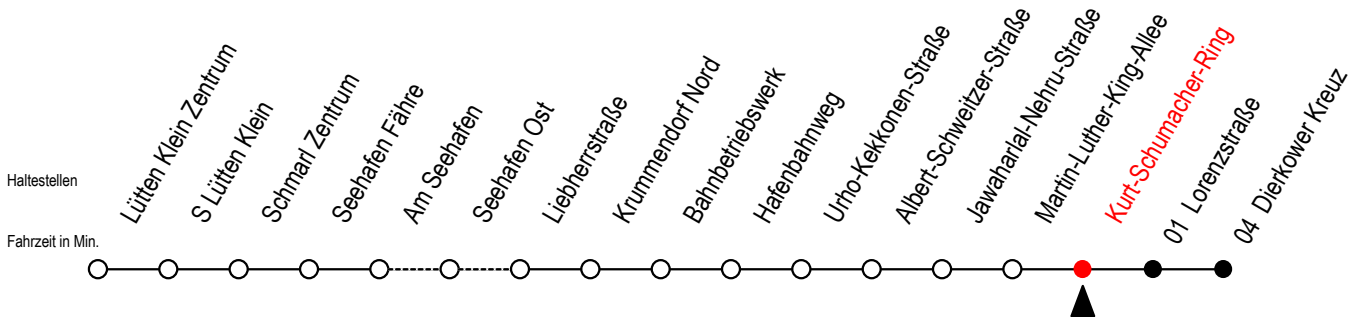 Lütten Klein Zentrum
S Lütten Klein
Schmarl Zentrum
Seehafen Fähre
Am Seehafen
Seehafen Ost
Liebherrstraße
Krummendorf Nord
Bahnbetriebswerk
Hafenbahnweg
Urho-Kekkonen-Straße
Albert-Schweitzer-Straße
Jawaharlal-Nehru-Straße
Martin-Luther-King-Allee
Kurt-Schumacher-Ring
01 Lorenzstraße
04 Dierkower Kreuz
Haltestellen
Fahrzeit in Min.